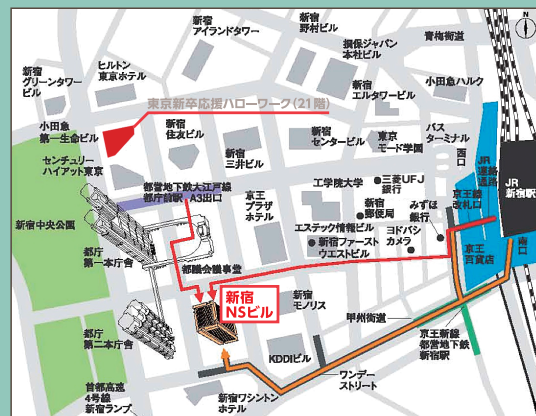 N
新宿
アイランドタワー
新宿
野村ビル
損保ジャパン
本社ビル
青梅街道
新宿
グリーンタワー
ビル
ヒルトン
東京ホテル
新宿
エルタワービル
小田急ハルク
東京新卒応援ハローワーク(21階)
小田急
第一生命ビル
新宿
住友ビル
新宿
三井ビル
新宿
センタービル
東京
モード学園
バス
ターミナル
西口
JR
連絡
通路
JR
新宿駅
センチュリー
ハイアット東京
都営地下鉄大江戸線
都庁前駅 A3出口
京王
プラザ
ホテル
工学院大学
三菱UFJ
銀行
新宿
郵便局
みずほ
銀行
京王線
改札口
新宿中央公園
エステック情報ビル
ヨドバシ
カメラ
新宿ファースト
ウエストビル
京王
百貨店
南口
都庁
第一本庁舎
都議会議事堂
新宿
NSビル
新宿
モノリス
甲州街道
都庁
第二本庁舎
KDDIビル
京王新線
都営地下鉄
新宿駅
ワンデー
ストリート
首都高速
4号線
新宿ランプ
新宿ワシントン
ホテル